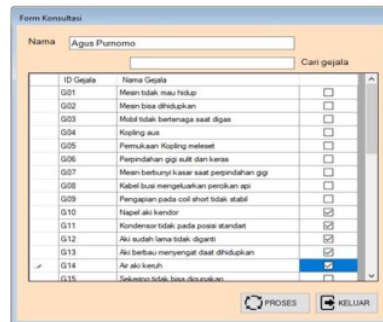 Form Konsultasi
Nama Agus Purnomo
Cari gejala
ID Gejala Nama Gejala
G01 Mesin tidak mau hidup
G02 Mesin bisa dihidupkan
G03 Mobil tidak bertenaga saat digas
G04 Kopling aus
G05 Permukaan Kopling meleset
G06 Perpindahan gigi sulit dan keras
G07 Mesin berbunyi kasar saat perpindahan gigi
G08 Kabel busi mengeluarkan percikan api
G09 Pengapian pada coil short tidak stabil
G10 Napel aki kendor
G11 Kondensor tidak pada posisi standart
G12 Aki sudah lama tidak diganti
G13 Aki berbau menyengat daat dihidupkan
G14 Air aki keruh
G15 Sekering tidak bisa digunakan
PROSES KELUAR